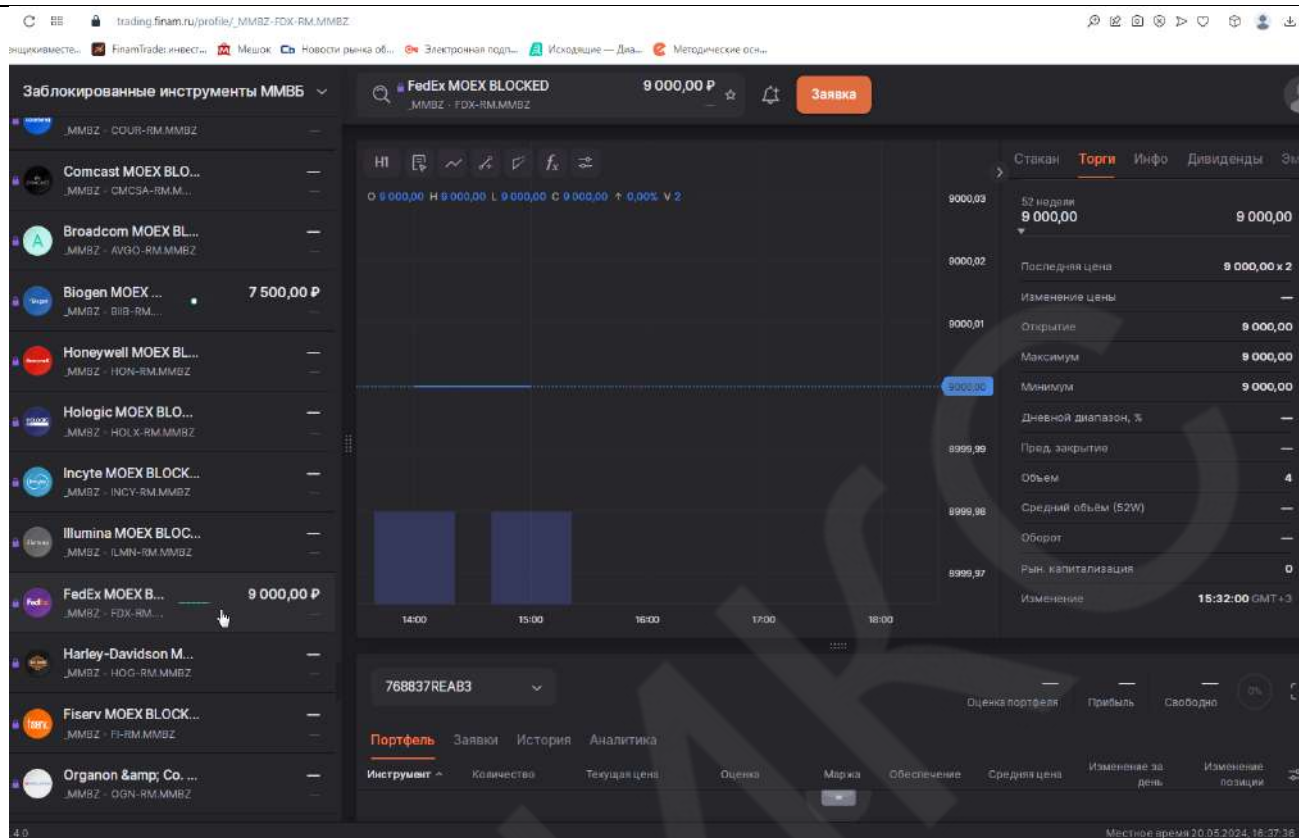 trading.finam.ru/profile/_MMBZ-FDX-RM.MMBZ
FinamTrade: инвест... Мешок Новости рынка об... Электронная подп... Исходящие — Диа... Методические осн...
Заблокированные инструменты ММВБ
FedEx MOEX BLOCKED 9 000,00 ₽
_MMBZ - FDX-RM.MMBZ —
Заявка
_MMBZ - COUR-RM.MMBZ —
Comcast MOEX BLO... —
_MMBZ - CMCSA-RM.M... —
Broadcom MOEX BL... —
_MMBZ - AVGO-RM.MMBZ —
Biogen MOEX ... 7 500,00 ₽
_MMBZ - BIIB-RM.... —
Honeywell MOEX BL... —
_MMBZ - HON-RM.MMBZ —
Hologic MOEX BLO... —
_MMBZ - HOLX-RM.MMBZ —
Incyte MOEX BLOCK... —
_MMBZ - INCY-RM.MMBZ —
Illumina MOEX BLOC... —
_MMBZ - ILMN-RM.MMBZ —
FedEx MOEX B... 9 000,00 ₽
_MMBZ - FDX-RM.... —
Harley-Davidson M... —
_MMBZ - HOG-RM.MMBZ —
Fiserv MOEX BLOCK... —
_MMBZ - FI-RM.MMBZ —
Organon &amp; Co. ... —
_MMBZ - OGN-RM.MMBZ —
H1 fx
O 9 000,00 H 9 000,00 L 9 000,00 C 9 000,00 ↑ 0,00% V 2
9000,03
9000,02
9000,01
9000,00
8999,99
8999,98
8999,97
14:00 15:00 16:00 17:00 18:00
Стакан Торги Инфо Дивиденды Эм
52 недели
9 000,00 9 000,00
Последняя цена 9 000,00 x 2
Изменение цены —
Открытие 9 000,00
Максимум 9 000,00
Минимум 9 000,00
Дневной диапазон, % —
Пред. закрытие —
Объем 4
Средний объём (52W) —
Оборот —
Рын. капитализация 0
Изменение 15:32:00 GMT+3
768837REAB3
— — — 0%
Оценка портфеля Прибыль Свободно
Портфель Заявки История Аналитика
Инструмент Количество Текущая цена Оценка Маржа Обеспечение Средняя цена Изменение за день Изменение позиции
4.0
Местное время 20.05.2024, 16:37:36